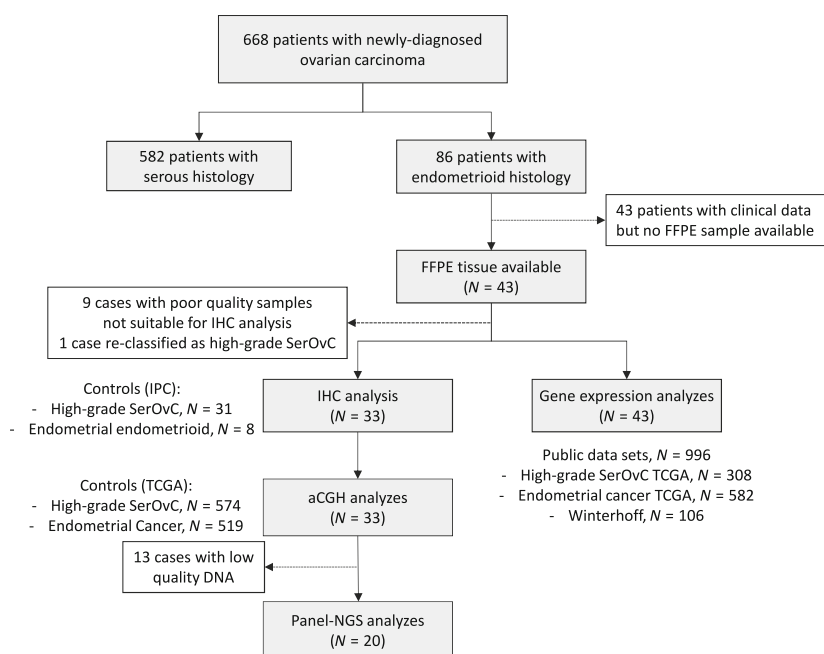 668 patients with newly-diagnosed
ovarian carcinoma
582 patients with
serous histology
86 patients with
endometrioid histology
43 patients with clinical data
but no FFPE sample available
FFPE tissue available
(N = 43)
9 cases with poor quality samples
not suitable for IHC analysis
1 case re-classified as high-grade SerOvC
Controls (IPC):
- High-grade SerOvC, N = 31
- Endometrial endometrioid, N = 8
IHC analysis
(N = 33)
Gene expression analyzes
(N = 43)
Public data sets, N = 996
- High-grade SerOvC TCGA, N = 308
- Endometrial cancer TCGA, N = 582
- Winterhoff, N = 106
Controls (TCGA):
- High-grade SerOvC, N = 574
- Endometrial Cancer, N = 519
aCGH analyzes
(N = 33)
13 cases with low
quality DNA
Panel-NGS analyzes
(N = 20)